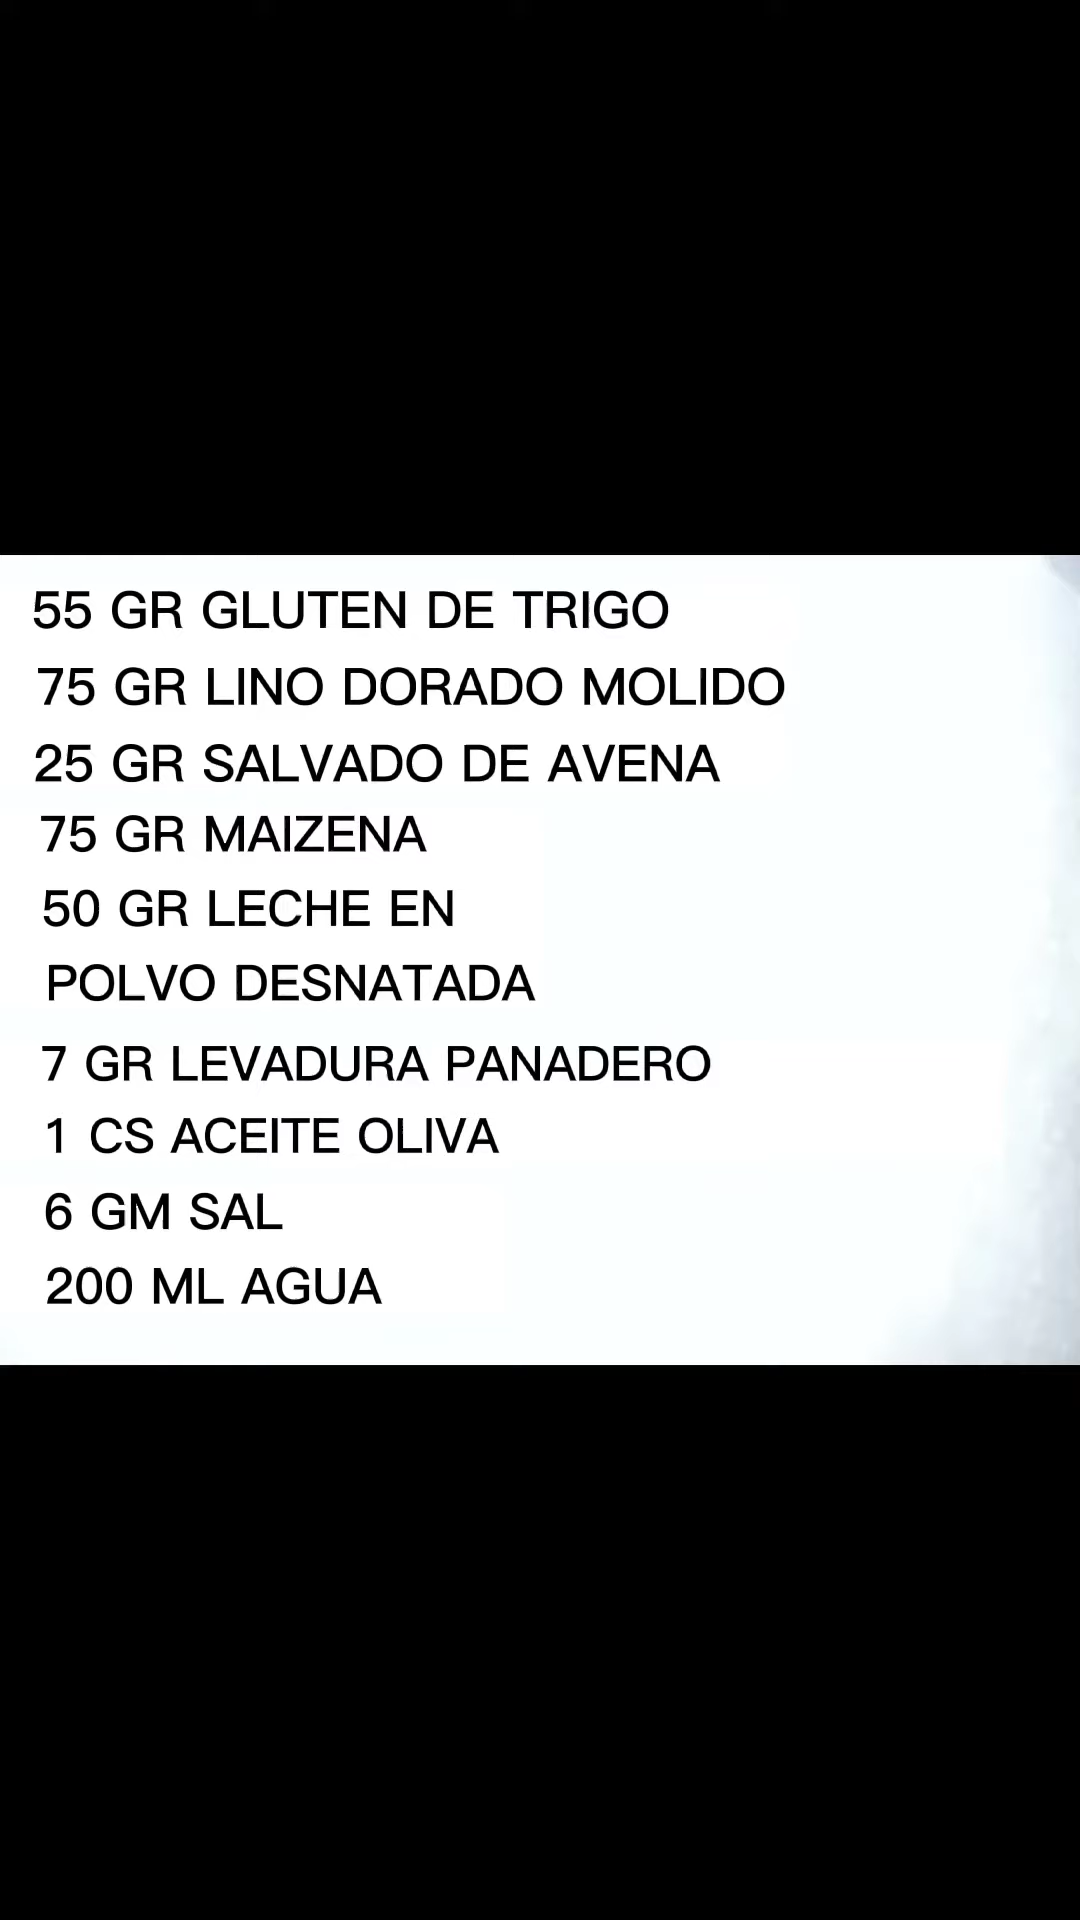 55 GR GLUTEN DE TRIGO
75 GR LINO DORADO MOLIDO
25 GR SALVADO DE AVENA
75 GR MAIZENA
50 GR LECHE EN
POLVO DESNATADA
7 GR LEVADURA PANADERO
1 CS ACEITE OLIVA
6 GM SAL
200 ML AGUA